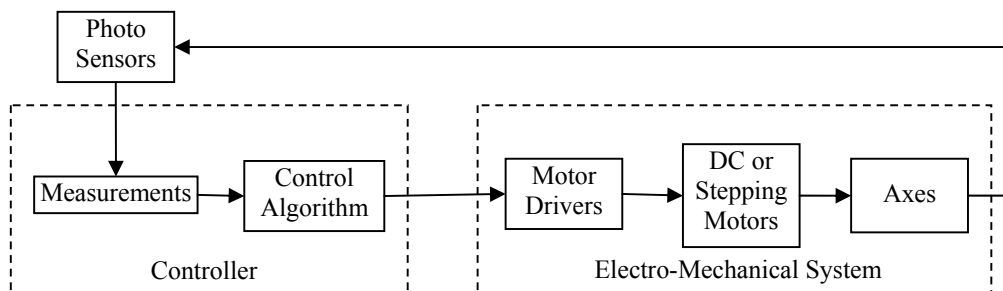 Photo
Sensors
Measurements
Control
Algorithm
Motor
Drivers
DC or
Stepping
Motors
Axes
Controller
Electro-Mechanical System